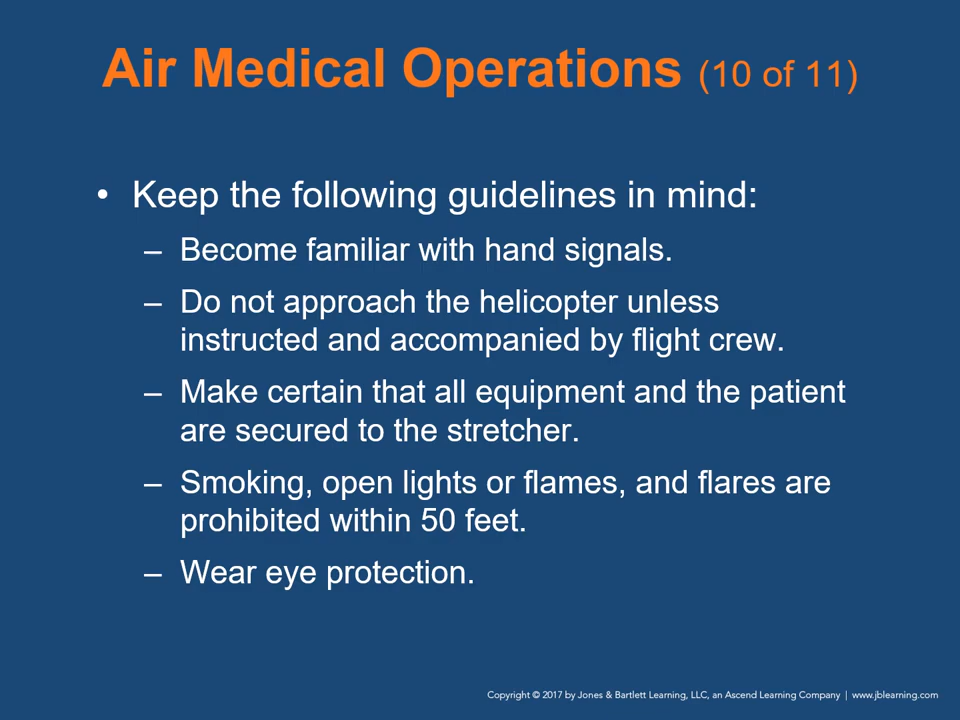 Air Medical Operations (10 of 11)
• Keep the following guidelines in mind:
– Become familiar with hand signals.
– Do not approach the helicopter unless
instructed and accompanied by flight crew.
– Make certain that all equipment and the patient
are secured to the stretcher.
– Smoking, open lights or flames, and flares are
prohibited within 50 feet.
– Wear eye protection.
Copyright © 2017 by Jones & Bartlett Learning, LLC, an Ascend Learning Company | www.jblearning.com